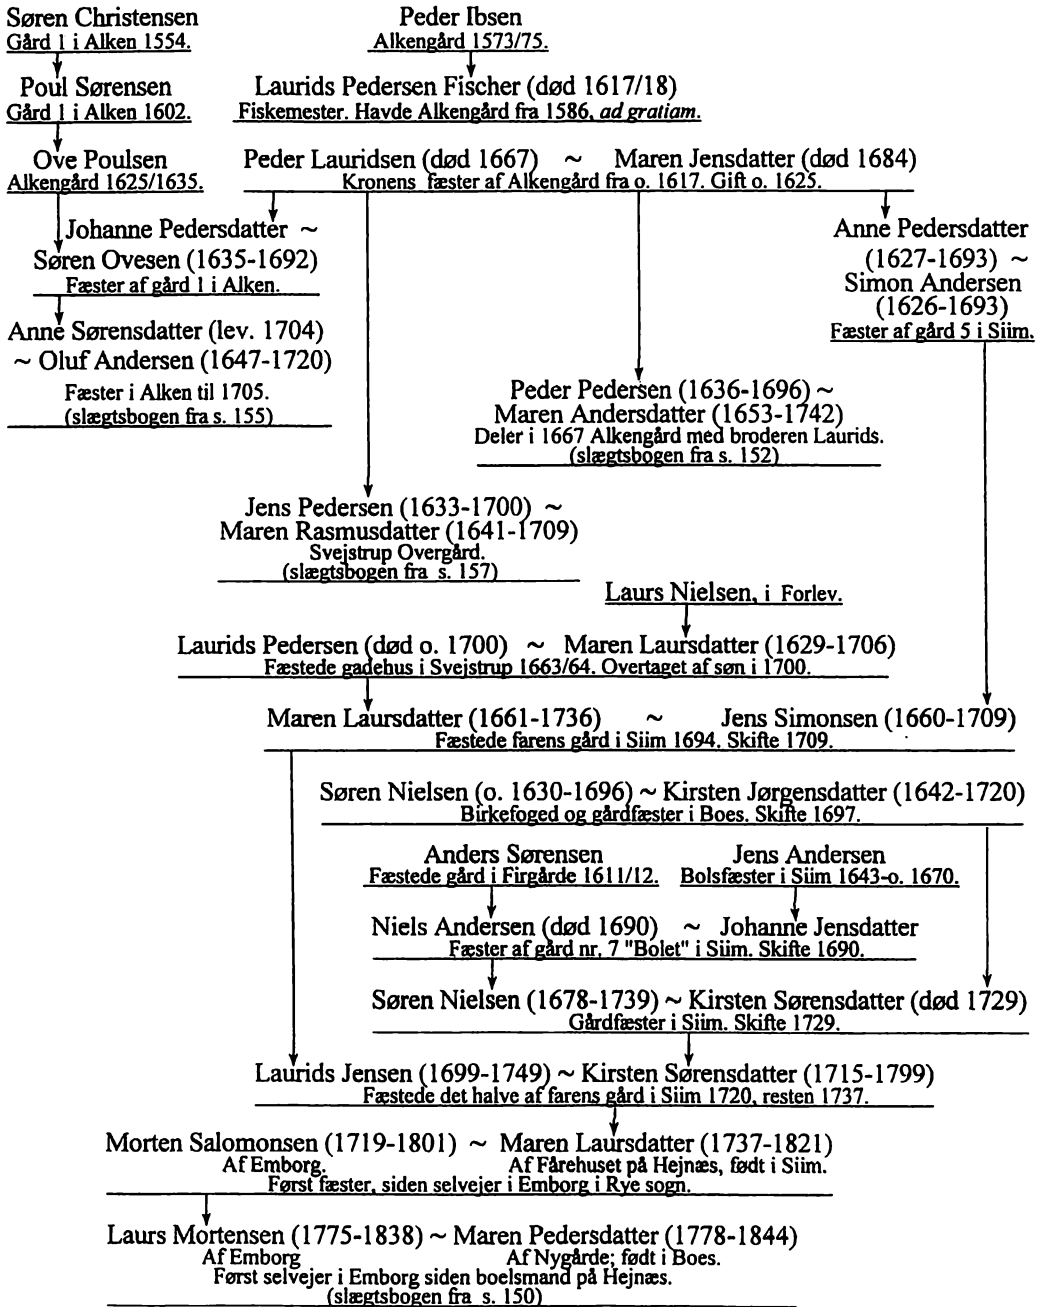 Søren Christensen
Gård 1 i Alken 1554.
Peder Ibsen
Alkengård 1573/75.
Poul Sørensen
Gård 1 i Alken 1602.
Laurids Pedersen Fischer (død 1617/18)
Fiskemester. Havde Alkengård fra 1586, ad gratiam.
Ove Poulsen
Alkengård 1625/1635.
Peder Lauridsen (død 1667) ~ Maren Jensdatter (død 1684)
Kronens fæster af Alkengård fra o. 1617. Gift o. 1625.
Johanne Pedersdatter ~
Søren Ovesen (1635-1692)
Fæster af gård 1 i Alken.
Anne Pedersdatter
(1627-1693) ~
Simon Andersen
(1626-1693)
Fæster af gård 5 i Siim.
Anne Sørensdatter (lev. 1704)
~ Oluf Andersen (1647-1720)
Fæster i Alken til 1705.
(slægtsbogen fra s. 155)
Peder Pedersen (1636-1696) ~
Maren Andersdatter (1653-1742)
Deler i 1667 Alkengård med broderen Laurids.
(slægtsbogen fra s. 152)
Jens Pedersen (1633-1700) ~
Maren Rasmusdatter (1641-1709)
Svejstrup Overgård.
(slægtsbogen fra s. 157)
Laurs Nielsen, i Forlev.
Laurids Pedersen (død o. 1700) ~ Maren Laursdatter (1629-1706)
Fæstede gadehus i Svejstrup 1663/64. Overtaget af søn i 1700.
Maren Laursdatter (1661-1736) ~ Jens Simonsen (1660-1709)
Fæstede farens gård i Siim 1694. Skifte 1709.
Søren Nielsen (o. 1630-1696) ~ Kirsten Jørgensdatter (1642-1720)
Birkefoged og gårdfæster i Boes. Skifte 1697.
Anders Sørensen
Fæstede gård i Firgårde 1611/12.
Jens Andersen
Bolsfæster i Siim 1643-o. 1670.
Niels Andersen (død 1690) ~ Johanne Jensdatter
Fæster af gård nr. 7 "Bolet" i Siim. Skifte 1690.
Søren Nielsen (1678-1739) ~ Kirsten Sørensdatter (død 1729)
Gårdfæster i Siim. Skifte 1729.
Laurids Jensen (1699-1749) ~ Kirsten Sørensdatter (1715-1799)
Fæstede det halve af farens gård i Siim 1720, resten 1737.
Morten Salomonsen (1719-1801) ~ Maren Laursdatter (1737-1821)
Af Emborg. Af Fårehuset på Hejnæs, født i Siim.
Først fæster, siden selvejer i Emborg i Rye sogn.
Laurs Mortensen (1775-1838) ~ Maren Pedersdatter (1778-1844)
Af Emborg Af Nygårde; født i Boes.
Først selvejer i Emborg siden boelsmand på Hejnæs.
(slægtsbogen fra s. 150)